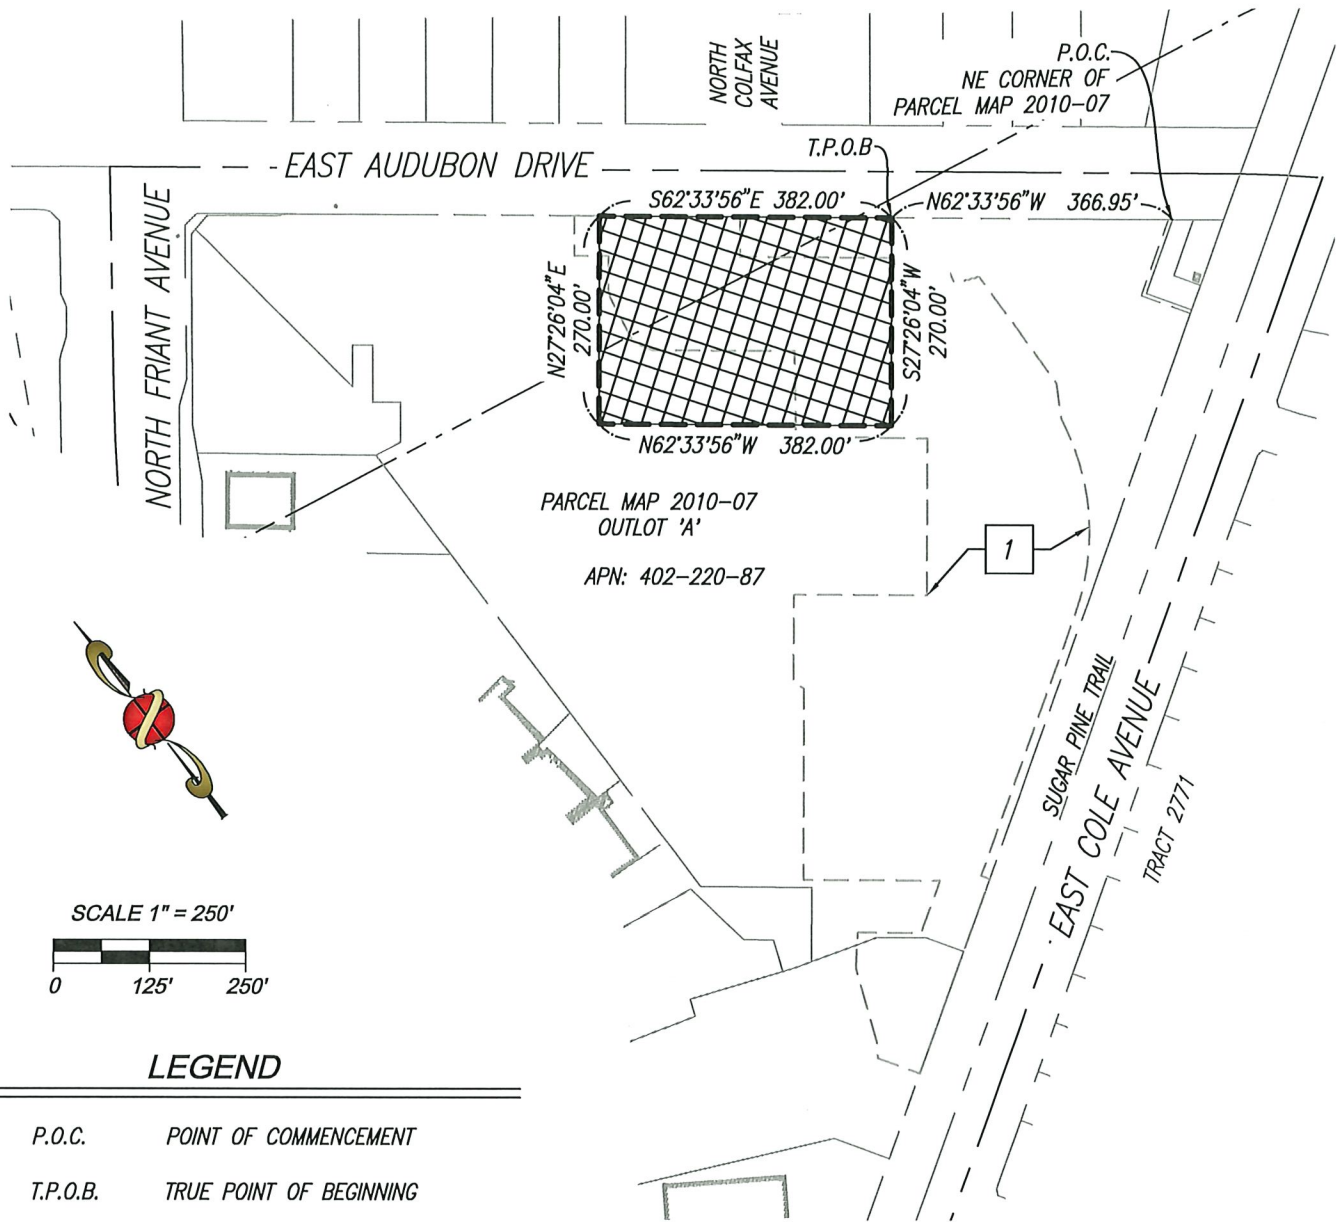 NORTH
COLFAX
AVENUE
P.O.C.
NE CORNER OF
PARCEL MAP 2010-07
T.P.O.B
EAST AUDUBON DRIVE
S62°33'56"E 382.00'
N62°33'56"W 366.95'
NORTH FRIANT AVENUE
N27°26'04"E
270.00'
S27°26'04"W
270.00'
N62°33'56"W 382.00'
PARCEL MAP 2010-07
OUTLOT 'A'
APN: 402-220-87
1
SUGAR PINE TRAIL
EAST COLE AVENUE
TRACT 2771
SCALE 1" = 250'
0 125' 250'
LEGEND
P.O.C. POINT OF COMMENCEMENT
T.P.O.B. TRUE POINT OF BEGINNING